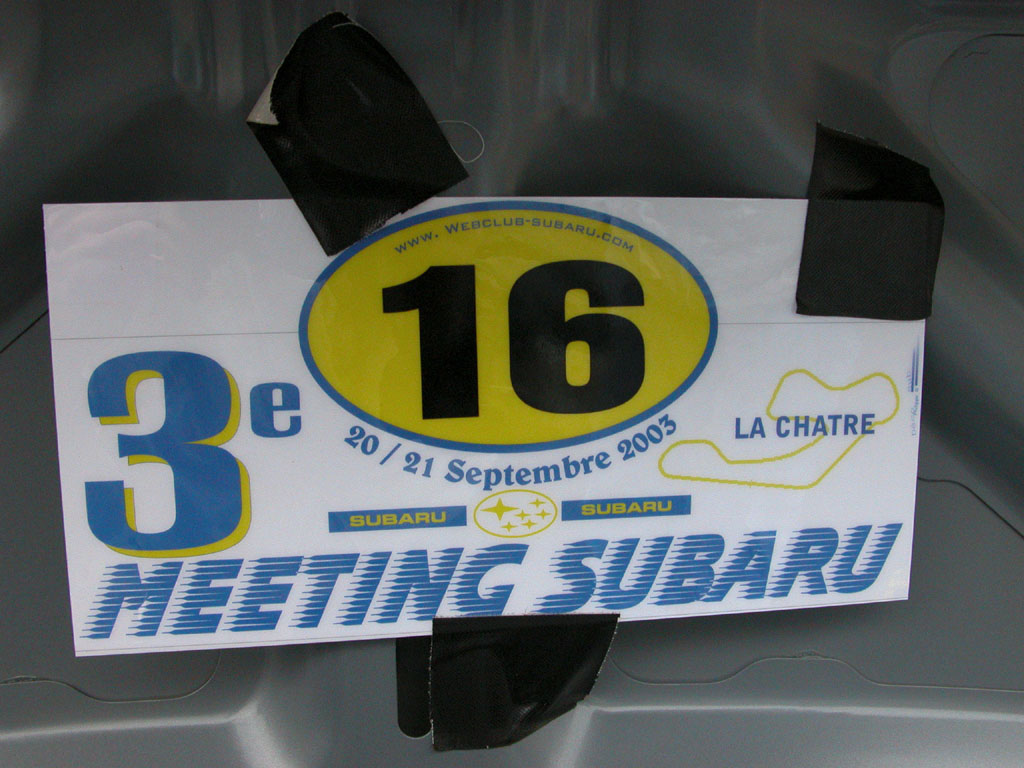 www. Webclub-subaru.com
16
3e
20 / 21 Septembre 2003
LA CHATRE
SUBARU SUBARU
MEETING SUBARU